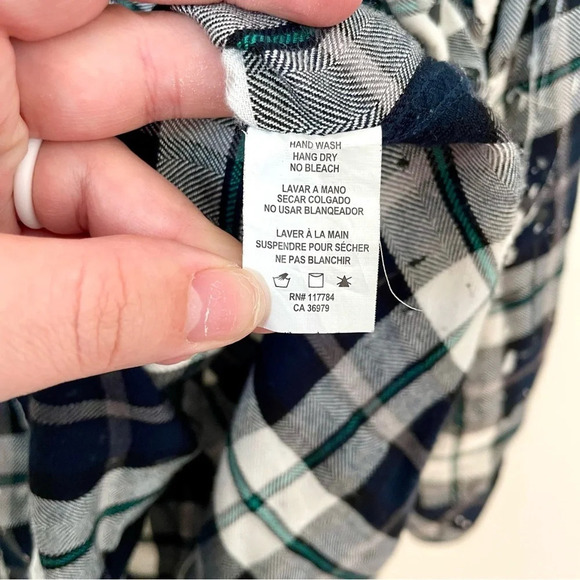 HAND WASH
HANG DRY
NO BLEACH
LAVAR A MANO
SECAR COLGADO
NO USAR BLANQEADOR
LAVER À LA MAIN
SUSPENDRE POUR SÉCHER
NE PAS BLANCHIR
RN# 117784
CA 36979